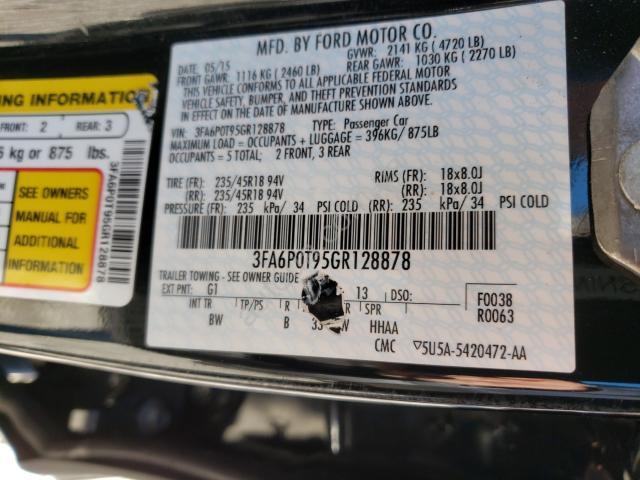 MFD. BY FORD MOTOR CO.
DATE: 05/15
GVWR: 2141 KG ( 4720 LB)
FRONT GAWR: 1116 KG ( 2460 LB)
REAR GAWR: 1030 KG ( 2270 LB)
THIS VEHICLE CONFORMS TO ALL APPLICABLE FEDERAL MOTOR
VEHICLE SAFETY, BUMPER, AND THEFT PREVENTION STANDARDS
IN EFFECT ON THE DATE OF MANUFACTURE SHOWN ABOVE.
VIN: 3FA6P0T95GR128878 TYPE: Passenger Car
MAXIMUM LOAD = OCCUPANTS + LUGGAGE = 396KG/ 875LB
OCCUPANTS = 5 TOTAL; 2 FRONT, 3 REAR
TIRE (FR): 235/45R18 94V RIMS (FR): 18x8.0J
(RR): 235/45R18 94V (RR): 18x8.0J
PRESSURE (FR): 235 kPa/ 34 PSI COLD (RR): 235 kPa/ 34 PSI COLD
3FA6P0T95GR128878
TRAILER TOWING - SEE OWNER GUIDE
EXT PNT: G1 13 DSO: F0038
INT TR TP/PS R R SPR R0063
BW B 33 W HHAA
CMC ▽5U5A-5420472-AA
ING INFORMATION
FRONT: 2 REAR: 3
kg or 875 lbs.
SEE OWNERS
MANUAL FOR
ADDITIONAL
INFORMATION
3FA6P0T95GR128878